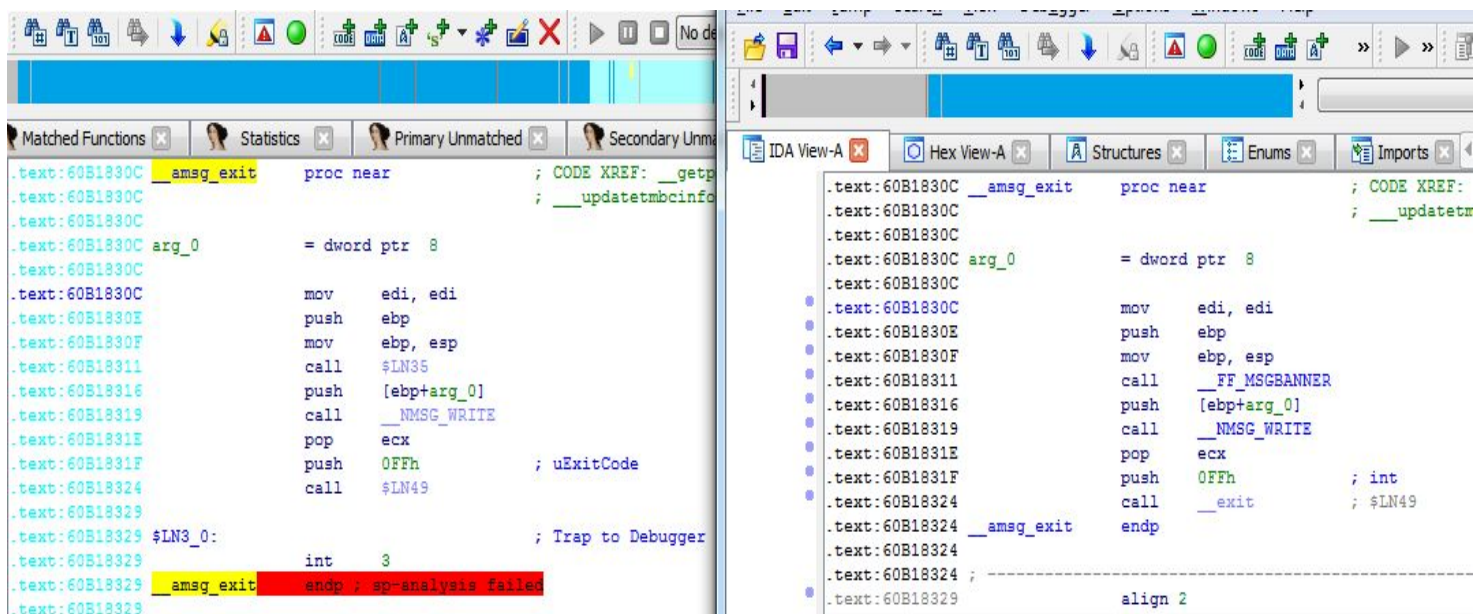 No de
Matched Functions
Statistics
Primary Unmatched
Secondary Unma
.text:60B1830C __amsg_exit proc near ; CODE XREF: __getp
.text:60B1830C ; ___updatetmbcinfo
.text:60B1830C
.text:60B1830C arg_0 = dword ptr 8
.text:60B1830C
.text:60B1830C mov edi, edi
.text:60B1830E push ebp
.text:60B1830F mov ebp, esp
.text:60B18311 call $LN35
.text:60B18316 push [ebp+arg_0]
.text:60B18319 call __NMSG_WRITE
.text:60B1831E pop ecx
.text:60B1831F push 0FFh ; uExitCode
.text:60B18324 call $LN49
.text:60B18329
.text:60B18329 $LN3_0: ; Trap to Debugger
.text:60B18329 int 3
.text:60B18329 __amsg_exit endp ; sp-analysis failed
.text:60B18329
IDA View-A
Hex View-A
Structures
Enums
Imports
.text:60B1830C __amsg_exit proc near ; CODE XREF:
.text:60B1830C ; ___updatetm
.text:60B1830C
.text:60B1830C arg_0 = dword ptr 8
.text:60B1830C
.text:60B1830C mov edi, edi
.text:60B1830E push ebp
.text:60B1830F mov ebp, esp
.text:60B18311 call __FF_MSGBANNER
.text:60B18316 push [ebp+arg_0]
.text:60B18319 call __NMSG_WRITE
.text:60B1831E pop ecx
.text:60B1831F push 0FFh ; int
.text:60B18324 call __exit ; $LN49
.text:60B18324 __amsg_exit endp
.text:60B18324
.text:60B18324 ; ---------------------------------------------------------------
.text:60B18329 align 2